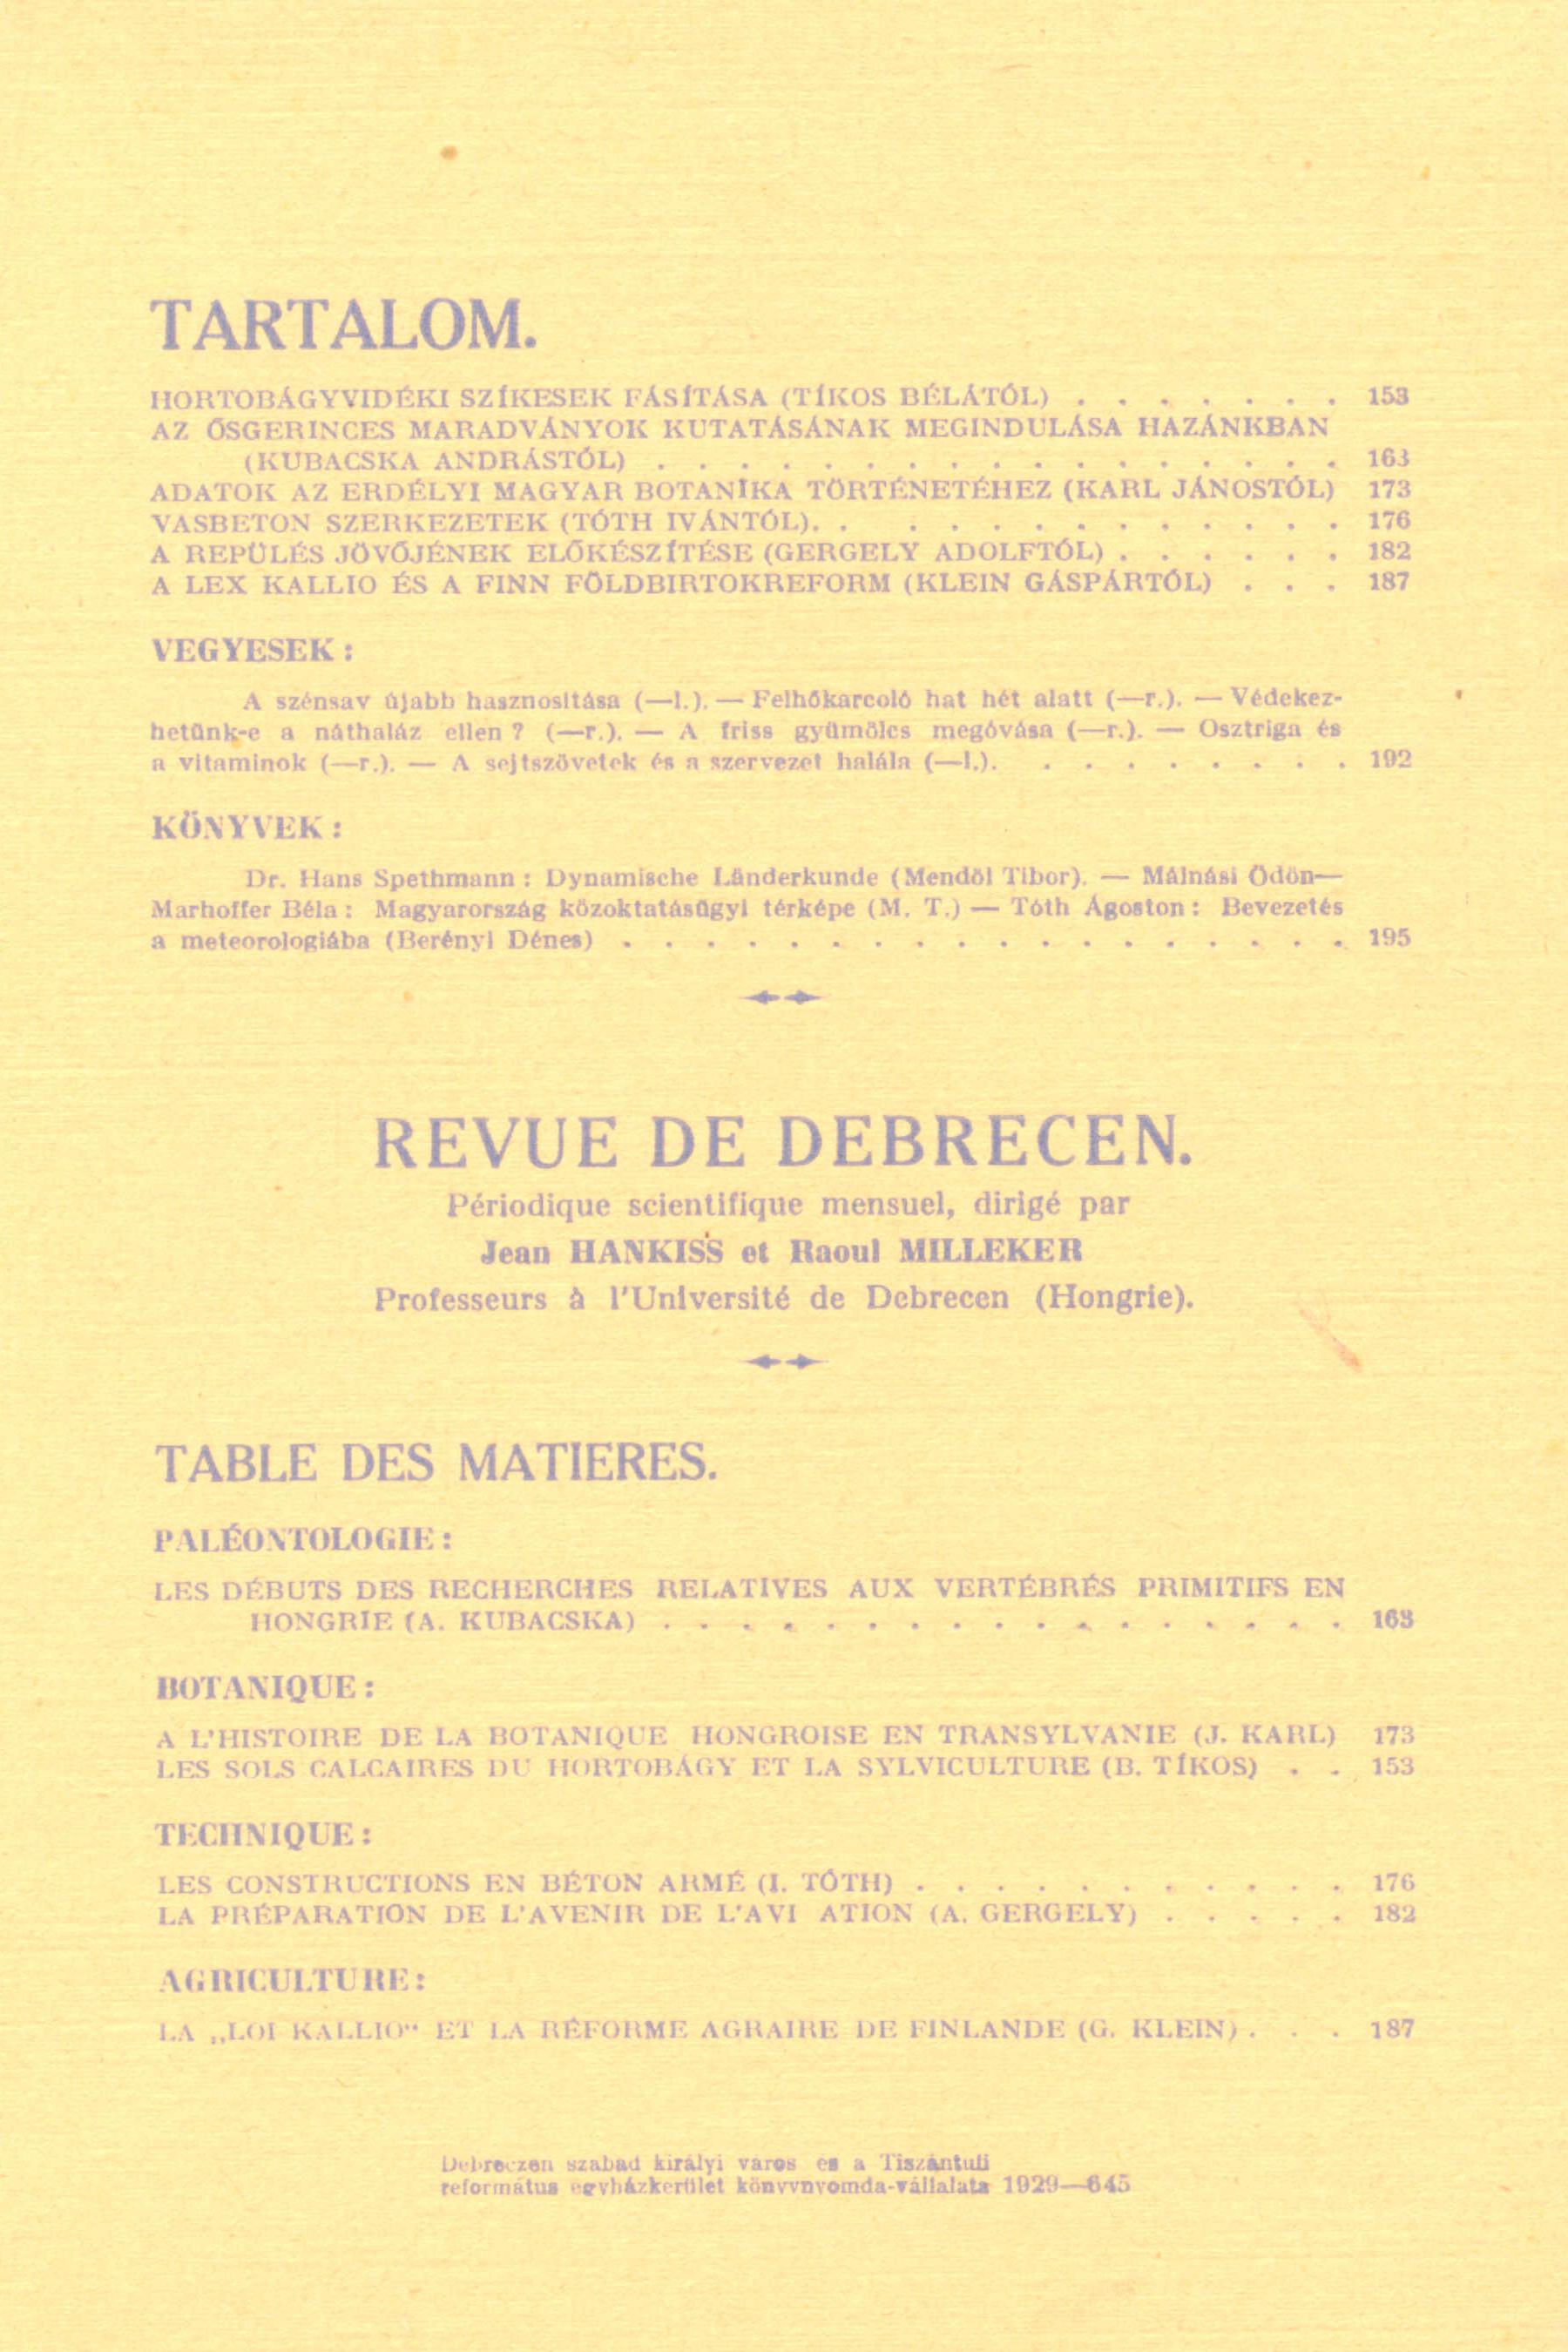 TARTALOM.
HORTOBÁGYVIDÉKI SZÍKESEK FÁSÍTÁSA (TÍKOS BÉLÁTÓL) . . . . . . . 153
AZ ŐSGERINCES MARADVÁNYOK KUTATÁSÁNAK MEGINDULÁSA HAZÁNKBAN
(KUBACSKA ANDRÁSTÓL) . . . . . . . . . . . . . . . . . 163
ADATOK AZ ERDÉLYI MAGYAR BOTANÍKA TÖRTÉNETÉHEZ (KARL JÁNOSTÓL) 173
VASBETON SZERKEZETEK (TÓTH IVÁNTÓL). . . . . . . . . . . . . 176
A REPÜLÉS JÖVŐJÉNEK ELŐKÉSZÍTÉSE (GERGELY ADOLFTÓL) . . . . . . 182
A LEX KALLIO ÉS A FINN FÖLDBIRTOKREFORM (KLEIN GÁSPÁRTÓL) . . . 187
VEGYESEK :
A szénsav újabb hasznosítása (—l.). — Felhőkarcoló hat hét alatt (—r.). — Védekez-
hetünk-e a náthaláz ellen ? (—r.). — A friss gyümölcs megóvása (—r.). — Osztriga és
a vitaminok (—r.). — A sejtszövetek és a szervezet halála (—l.). . . . . . . . . 192
KÖNYVEK :
Dr. Hans Spethmann : Dynamische Länderkunde (Mendöl Tibor). — Málnási Ödön—
Marhoffer Béla : Magyarország közoktatásügyi térképe (M. T.) — Tóth Ágoston : Bevezetés
a meteorologiába (Berényi Dénes) . . . . . . . . . . . . . . . . . . 195
REVUE DE DEBRECEN.
Périodique scientifique mensuel, dirigé par
Jean HANKISS et Raoul MILLEKER
Professeurs à l'Université de Debrecen (Hongrie).
TABLE DES MATIERES.
PALÉONTOLOGIE :
LES DÉBUTS DES RECHERCHES RELATIVES AUX VERTÉBRÉS PRIMITIFS EN
HONGRIE (A. KUBACSKA) . . . . . . . . . . . . . . . . . 163
BOTANIQUE :
A L'HISTOIRE DE LA BOTANIQUE HONGROISE EN TRANSYLVANIE (J. KARL) 173
LES SOLS CALCAIRES DU HORTOBÁGY ET LA SYLVICULTURE (B. TÍKOS) . . 153
TECHNIQUE :
LES CONSTRUCTIONS EN BÉTON ARMÉ (I. TÓTH) . . . . . . . . . . . 176
LA PRÉPARATION DE L'AVENIR DE L'AVI ATION (A. GERGELY) . . . . . 182
AGRICULTURE :
LA „LOI KALLIO“ ET LA RÉFORME AGRAIRE DE FINLANDE (G. KLEIN) . . . 187
Debreczen szabad királyi város és a Tiszántuli
református egyházkerület könyvnyomda-vállalata 1929—645